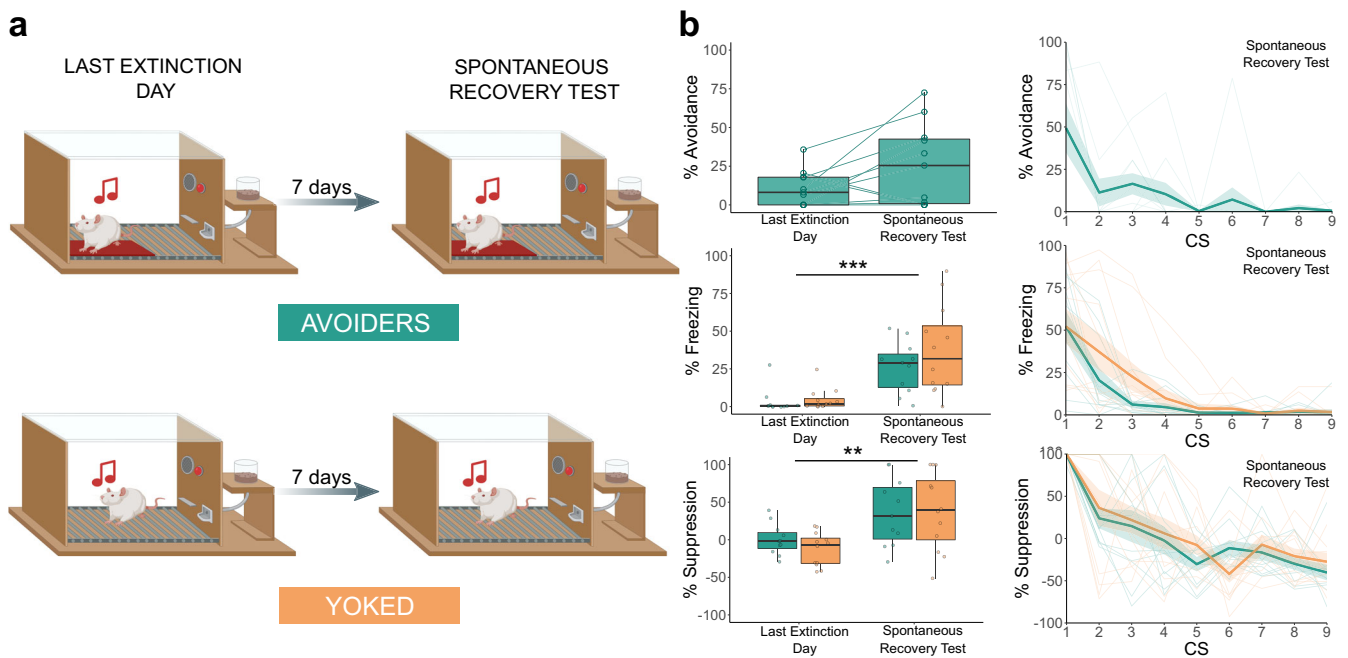 a
LAST EXTINCTION
DAY
SPONTANEOUS
RECOVERY TEST
7 days
AVOIDERS
7 days
YOKED
b
% Avoidance
100
75
50
25
0
Last Extinction
Day
Spontaneous
Recovery Test
% Avoidance
100
75
50
25
0
Spontaneous
Recovery Test
1 2 3 4 5 6 7 8 9
CS
% Freezing
100
75
50
25
0
***
Last Extinction
Day
Spontaneous
Recovery Test
% Freezing
100
75
50
25
0
Spontaneous
Recovery Test
1 2 3 4 5 6 7 8 9
CS
% Suppression
100
50
0
-50
-100
**
Last Extinction
Day
Spontaneous
Recovery Test
% Suppression
100
50
0
-50
-100
Spontaneous
Recovery Test
1 2 3 4 5 6 7 8 9
CS